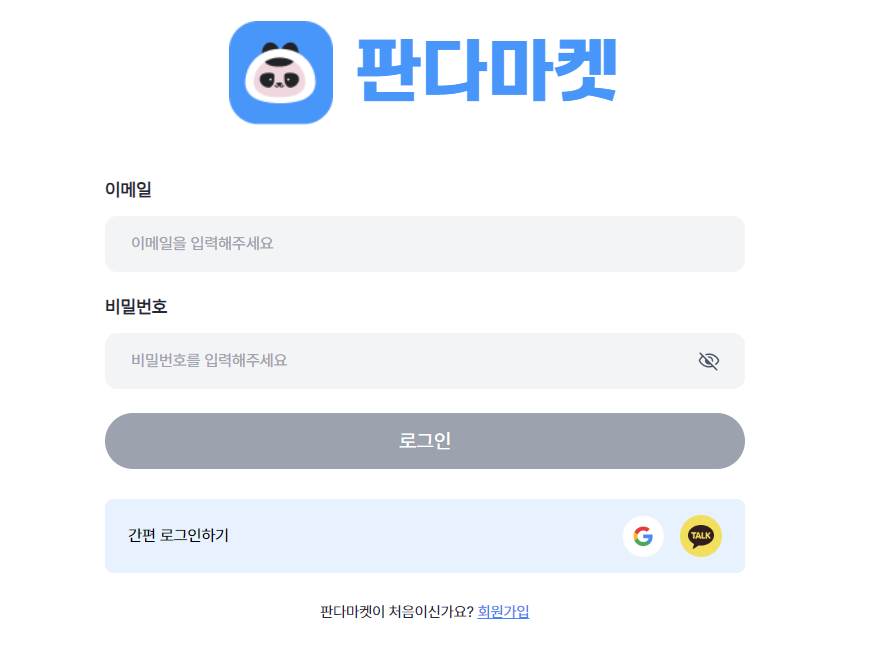 판다마켓
이메일
이메일을 입력해주세요
비밀번호
비밀번호를 입력해주세요
로그인
간편 로그인하기
G
TALK
판다마켓이 처음이신가요? 회원가입